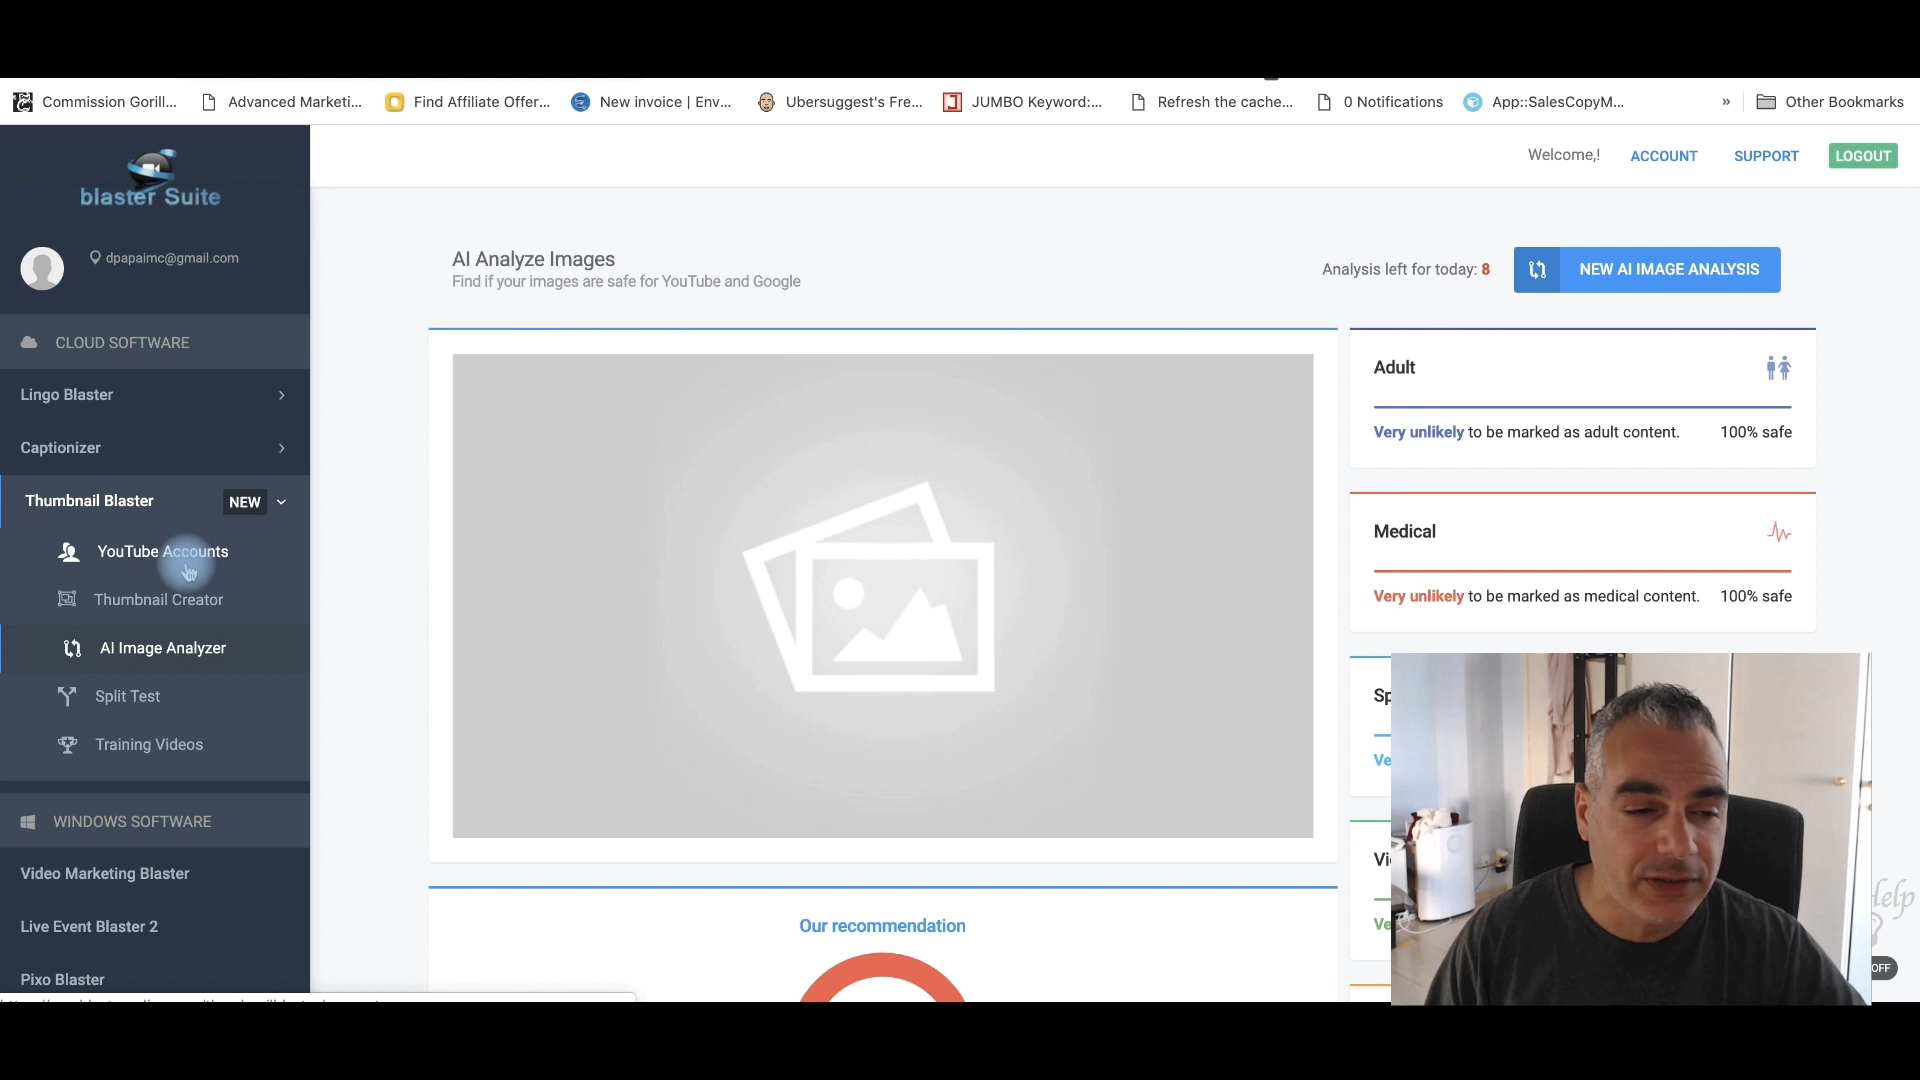 Commission Gorill...
Advanced Marketi...
Find Affiliate Offer...
New invoice | Env...
Ubersuggest's Fre...
JUMBO Keyword:...
Refresh the cache...
0 Notifications
App::SalesCopyM...
»
Other Bookmarks
blaster Suite
Welcome,!
ACCOUNT
SUPPORT
LOGOUT
dpapaimc@gmail.com
CLOUD SOFTWARE
Lingo Blaster
Captionizer
Thumbnail Blaster NEW
YouTube Accounts
Thumbnail Creator
AI Image Analyzer
Split Test
Training Videos
WINDOWS SOFTWARE
Video Marketing Blaster
Live Event Blaster 2
Pixo Blaster
AI Analyze Images
Find if your images are safe for YouTube and Google
Analysis left for today: 8
NEW AI IMAGE ANALYSIS
Our recommendation
Adult
Very unlikely to be marked as adult content. 100% safe
Medical
Very unlikely to be marked as medical content. 100% safe
Sp
Ve
Vi
Ve
Help
OFF